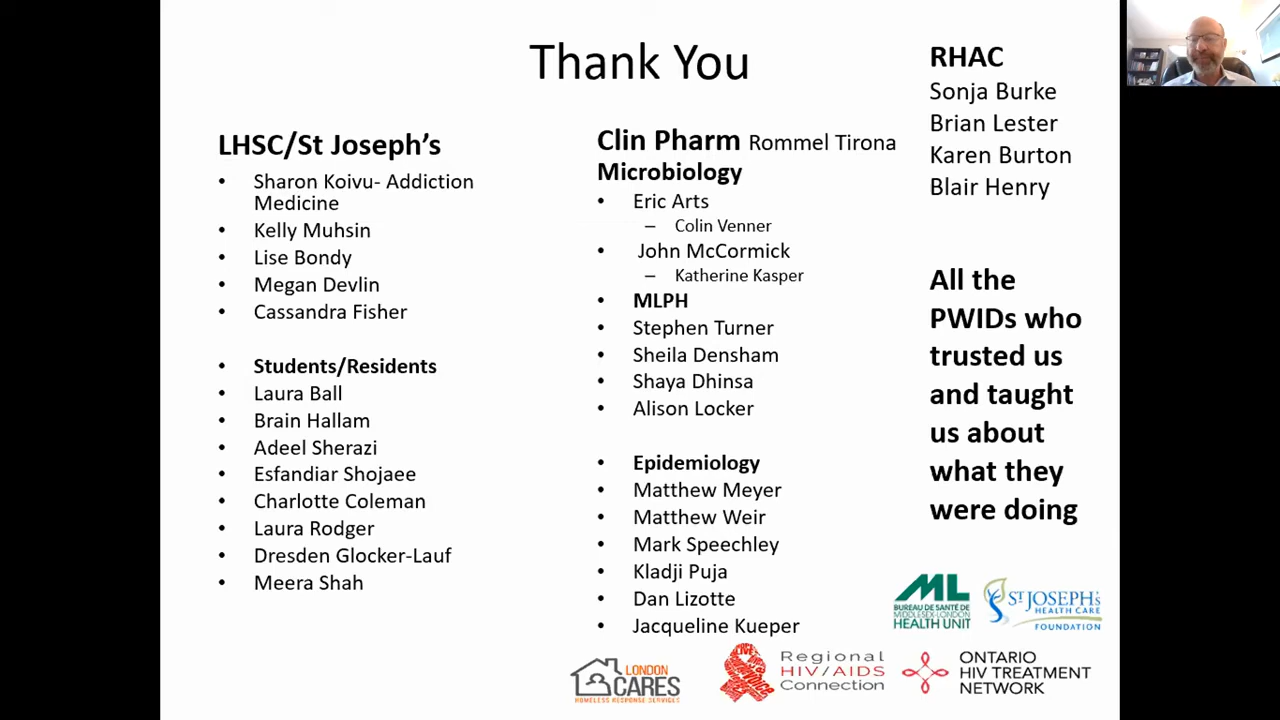 Thank You
LHSC/St Joseph's
• Sharon Koivu- Addiction
Medicine
• Kelly Muhsin
• Lise Bondy
• Megan Devlin
• Cassandra Fisher
• Students/Residents
• Laura Ball
• Brain Hallam
• Adeel Sherazi
• Esfandiar Shojaee
• Charlotte Coleman
• Laura Rodger
• Dresden Glocker-Lauf
• Meera Shah
Clin Pharm Rommel Tirona
Microbiology
• Eric Arts
– Colin Venner
• John McCormick
– Katherine Kasper
• MLPH
• Stephen Turner
• Sheila Densham
• Shaya Dhinsa
• Alison Locker
• Epidemiology
• Matthew Meyer
• Matthew Weir
• Mark Speechley
• Kladji Puja
• Dan Lizotte
• Jacqueline Kueper
RHAC
Sonja Burke
Brian Lester
Karen Burton
Blair Henry
All the
PWIDs who
trusted us
and taught
us about
what they
were doing
ML
BUREAU DE SANTÉ DE
MIDDLESEX-LONDON
HEALTH UNIT
ST JOSEPH'S
HEALTH CARE
FOUNDATION
LONDON
CARES
HOMELESS RESPONSE SERVICES
Regional
HIV/AIDS
Connection
ONTARIO
HIV TREATMENT
NETWORK